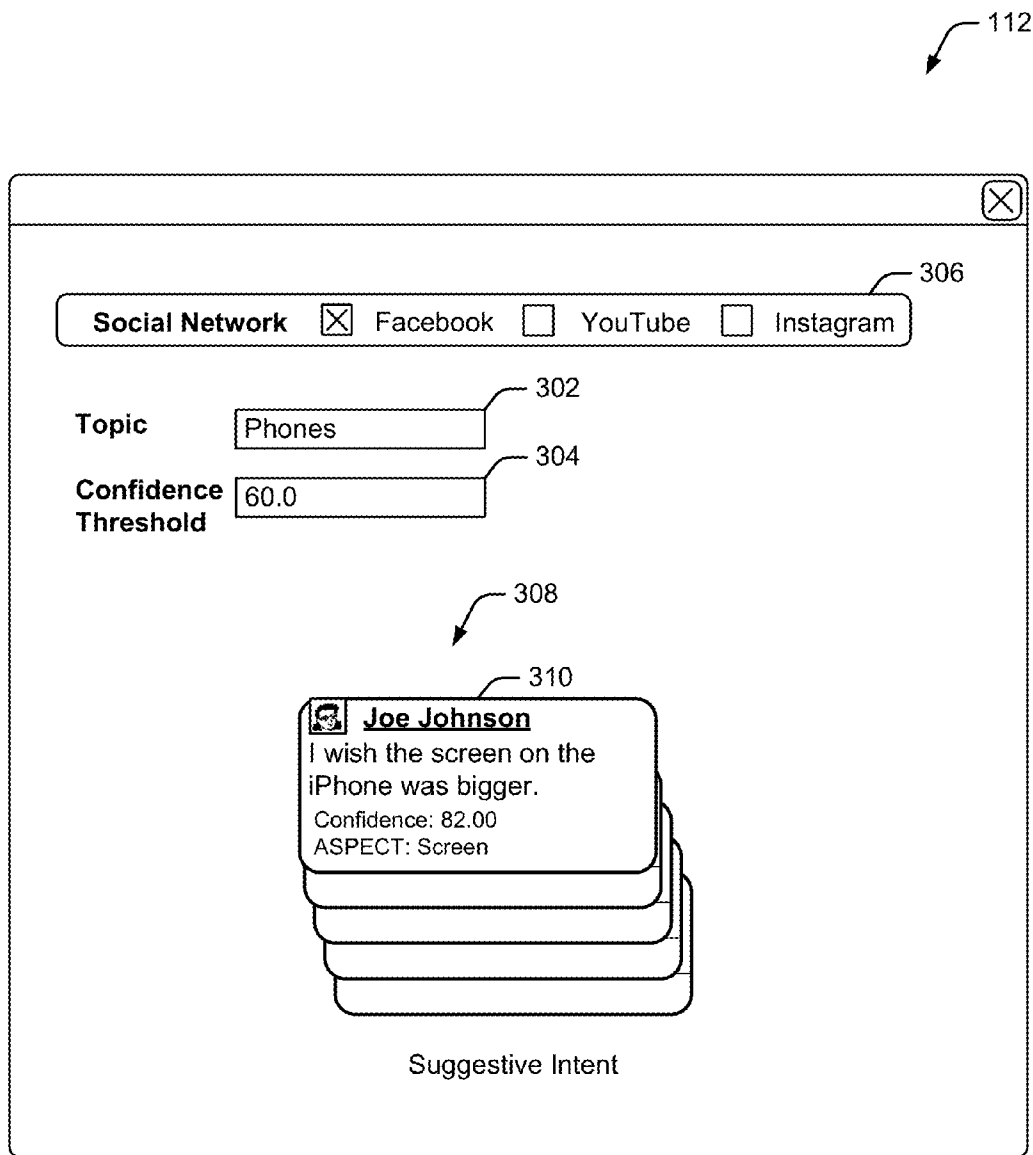 112
306
Social Network Facebook YouTube Instagram
302
Topic Phones
304
Confidence 60.0
Threshold
308
310
Joe Johnson
I wish the screen on the
iPhone was bigger.
Confidence: 82.00
ASPECT: Screen
Suggestive Intent